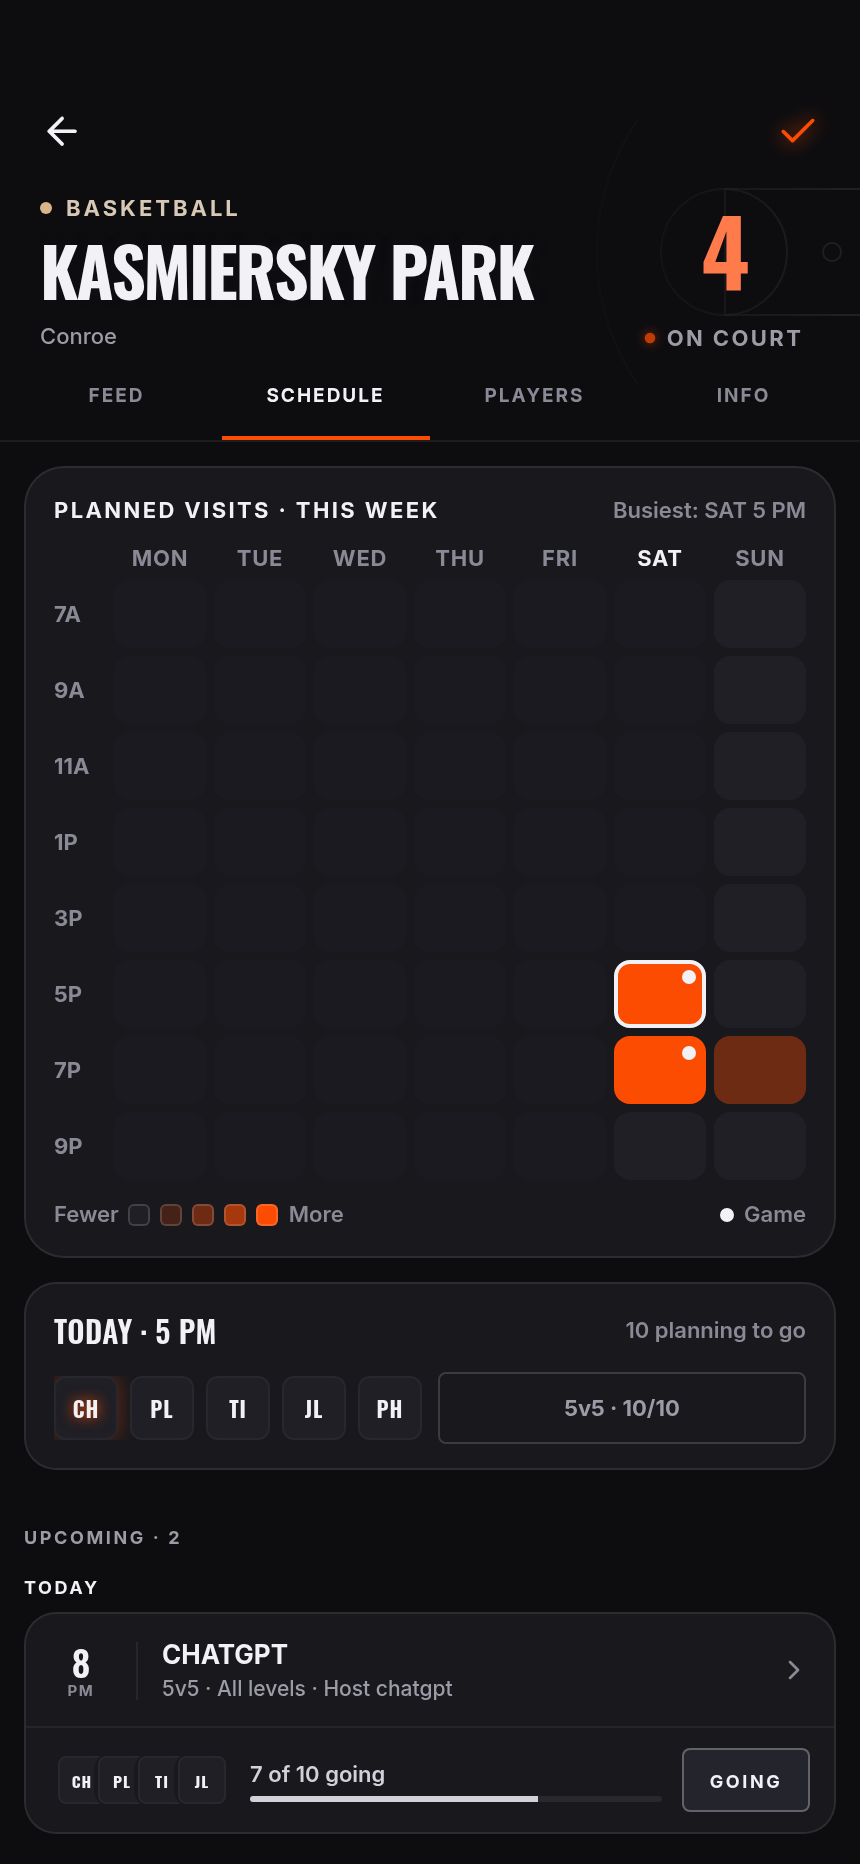 BASKETBALL
KASMIERSKY PARK
Conroe
4
ON COURT
FEED SCHEDULE PLAYERS INFO
PLANNED VISITS · THIS WEEK Busiest: SAT 5 PM
MON TUE WED THU FRI SAT SUN
7A
9A
11A
1P
3P
5P
7P
9P
Fewer More Game
TODAY · 5 PM 10 planning to go
CH PL TI JL PH 5v5 · 10/10
UPCOMING · 2
TODAY
8 PM
CHATGPT
5v5 · All levels · Host chatgpt
CH PL TI JL 7 of 10 going GOING